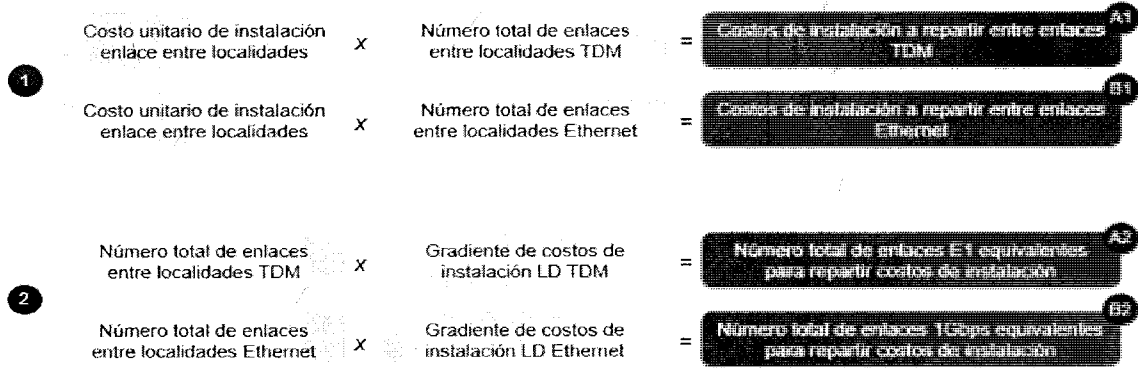 Costo unitario de instalación
enlace entre localidades
x
Número total de enlaces
entre localidades TDM
=
Costos de instalación a repartir entre enlaces
TDM
A1
1
Costo unitario de instalación
enlace entre localidades
x
Número total de enlaces
entre localidades Ethernet
=
Costos de instalación a repartir entre enlaces
Ethernet
B1
Número total de enlaces
entre localidades TDM
x
Gradiente de costos de
instalación LD TDM
=
Número total de enlaces E1 equivalentes
para repartir costos de instalación
A2
2
Número total de enlaces
entre localidades Ethernet
x
Gradiente de costos de
instalación LD Ethernet
=
Número total de enlaces 1Gbps equivalentes
para repartir costos de instalación
B2